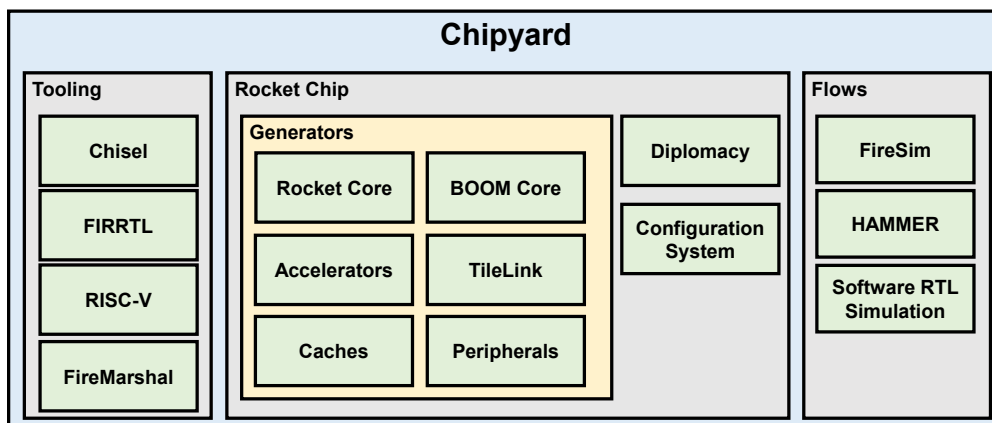 Chipyard
Tooling
Chisel
FIRRTL
RISC-V
FireMarshal
Rocket Chip
Generators
Rocket Core
BOOM Core
Accelerators
TileLink
Caches
Peripherals
Diplomacy
Configuration
System
Flows
FireSim
HAMMER
Software RTL
Simulation